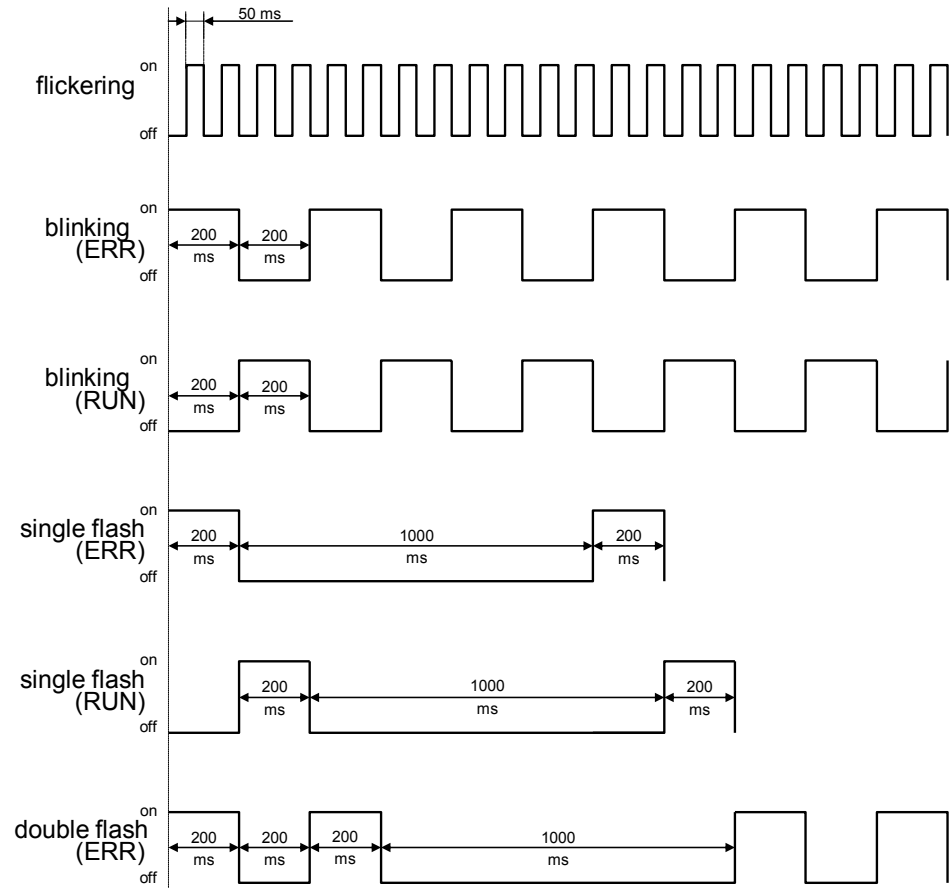 50 ms
on
flickering
off
on
blinking
(ERR)
200
ms
200
ms
off
on
blinking
(RUN)
200
ms
200
ms
off
on
single flash
(ERR)
200
ms
1000
ms
200
ms
off
on
single flash
(RUN)
200
ms
1000
ms
200
ms
off
on
double flash
(ERR)
200
ms
200
ms
200
ms
1000
ms
off